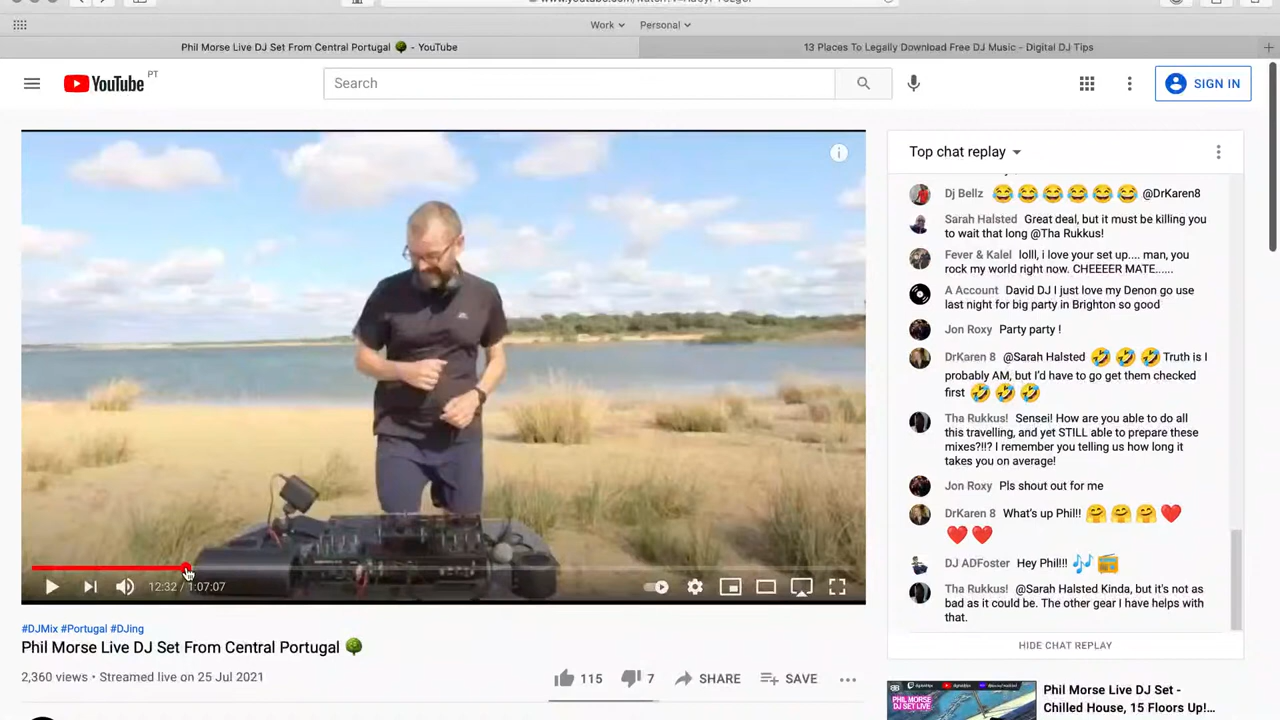 Work Personal
Phil Morse Live DJ Set From Central Portugal 🌳 - YouTube
13 Places To Legally Download Free DJ Music - Digital DJ Tips
YouTube PT
Search
SIGN IN
Top chat replay
Dj Bellz 😂😂😂😂😂😂 @DrKaren8
Sarah Halsted Great deal, but it must be killing you
to wait that long @Tha Rukkus!
Fever & Kalel lolll, i love your set up.... man, you
rock my world right now. CHEEEER MATE......
A Account David DJ I just love my Denon go use
last night for big party in Brighton so good
Jon Roxy Party party !
DrKaren 8 @Sarah Halsted 🤣🤣🤣 Truth is I
probably AM, but I'd have to go get them checked
first 🤣🤣🤣
Tha Rukkus! Sensei! How are you able to do all
this travelling, and yet STILL able to prepare these
mixes?!!? I remember you telling us how long it
takes you on average!
Jon Roxy Pls shout out for me
DrKaren 8 What's up Phil!! 🤗🤗🤗❤️
❤️❤️
DJ ADFoster Hey Phil!!! 🎶📻
Tha Rukkus! @Sarah Halsted Kinda, but it's not as
bad as it could be. The other gear I have helps with
that.
HIDE CHAT REPLAY
12:32 / 1:07:07
#DJMix #Portugal #DJing
Phil Morse Live DJ Set From Central Portugal 🌳
2,360 views • Streamed live on 25 Jul 2021
115 7 SHARE SAVE
PHIL MORSE
DJ SET LIVE
Phil Morse Live DJ Set -
Chilled House, 15 Floors Up!...